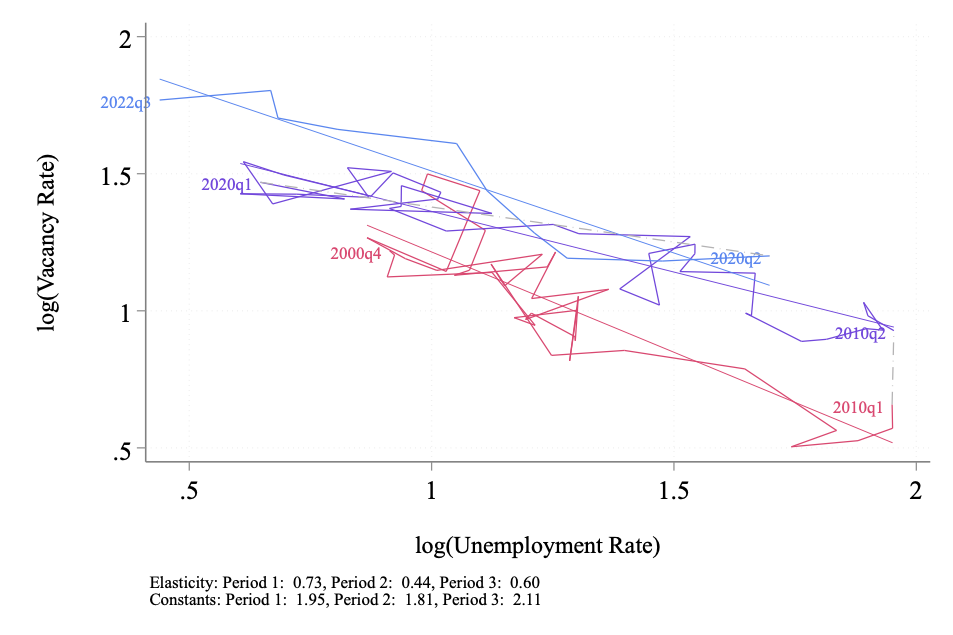 2
1.5
1
.5
log(Vacancy Rate)
2022q3
2020q1
2000q4
2020q2
2010q2
2010q1
.5
1
1.5
2
log(Unemployment Rate)
Elasticity: Period 1: 0.73, Period 2: 0.44, Period 3: 0.60
Constants: Period 1: 1.95, Period 2: 1.81, Period 3: 2.11